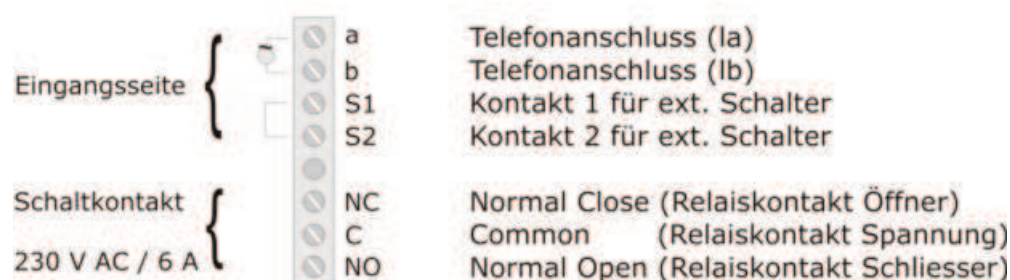 a Telefonanschluss (la)
b Telefonanschluss (lb)
Eingangsseite
S1 Kontakt 1 für ext. Schalter
S2 Kontakt 2 für ext. Schalter
Schaltkontakt NC Normal Close (Relaiskontakt Öffner)
C Common (Relaiskontakt Spannung)
230 V AC / 6 A NO Normal Open (Relaiskontakt Schliesser)